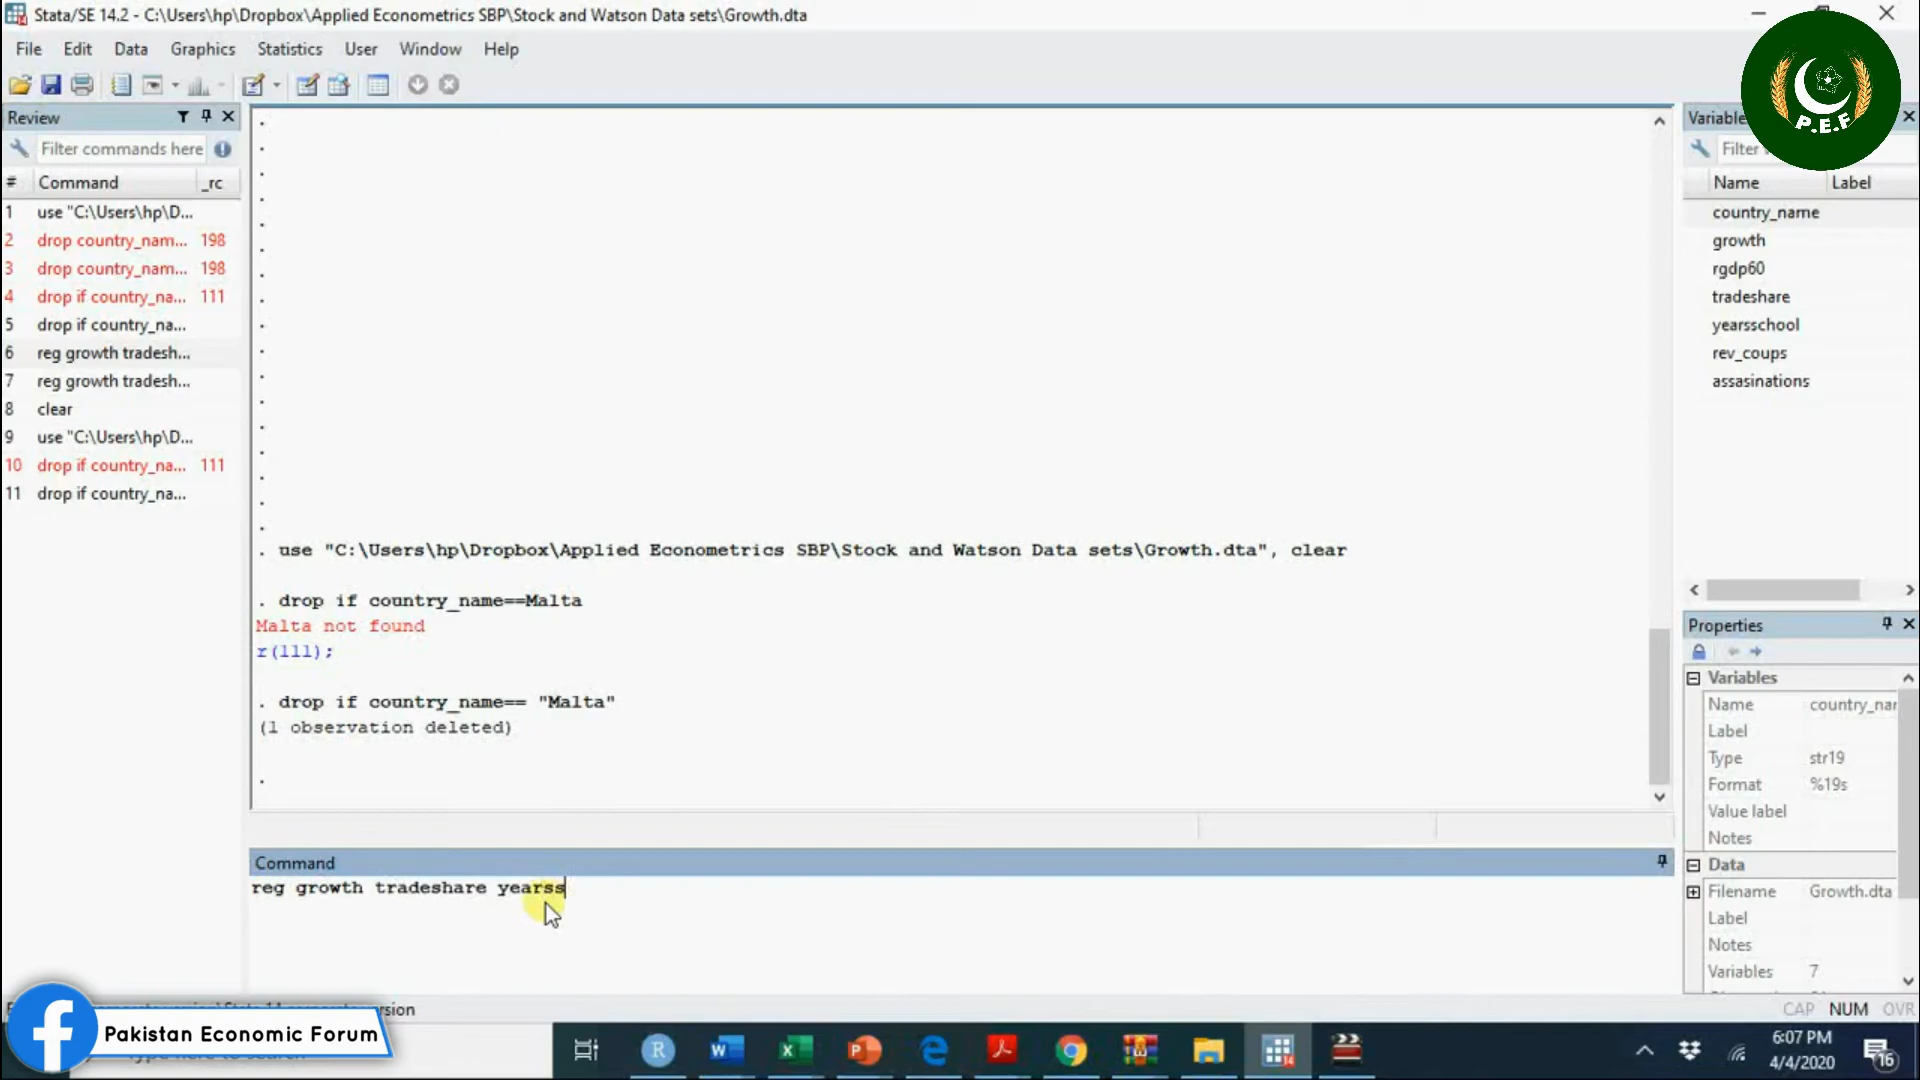 Stata/SE 14.2 - C:\Users\hp\Dropbox\Applied Econometrics SBP\Stock and Watson Data sets\Growth.dta
File Edit Data Graphics Statistics User Window Help
Review
Filter commands here
# Command _rc
1 use "C:\Users\hp\D...
2 drop country_nam... 198
3 drop country_nam... 198
4 drop if country_na... 111
5 drop if country_na...
6 reg growth tradesh...
7 reg growth tradesh...
8 clear
9 use "C:\Users\hp\D...
10 drop if country_na... 111
11 drop if country_na...
. use "C:\Users\hp\Dropbox\Applied Econometrics SBP\Stock and Watson Data sets\Growth.dta", clear
. drop if country_name==Malta
Malta not found
r(111);
. drop if country_name== "Malta"
(1 observation deleted)
.
Command
reg growth tradeshare yearss
P.E.F
Filter
Name Label
country_name
growth
rgdp60
tradeshare
yearsschool
rev_coups
assasinations
Properties
Variables
Name country_nar
Label
Type str19
Format %19s
Value label
Notes
Data
Filename Growth.dta
Label
Notes
Variables 7
CAP NUM OVR
Pakistan Economic Forum
6:07 PM
4/4/2020
16